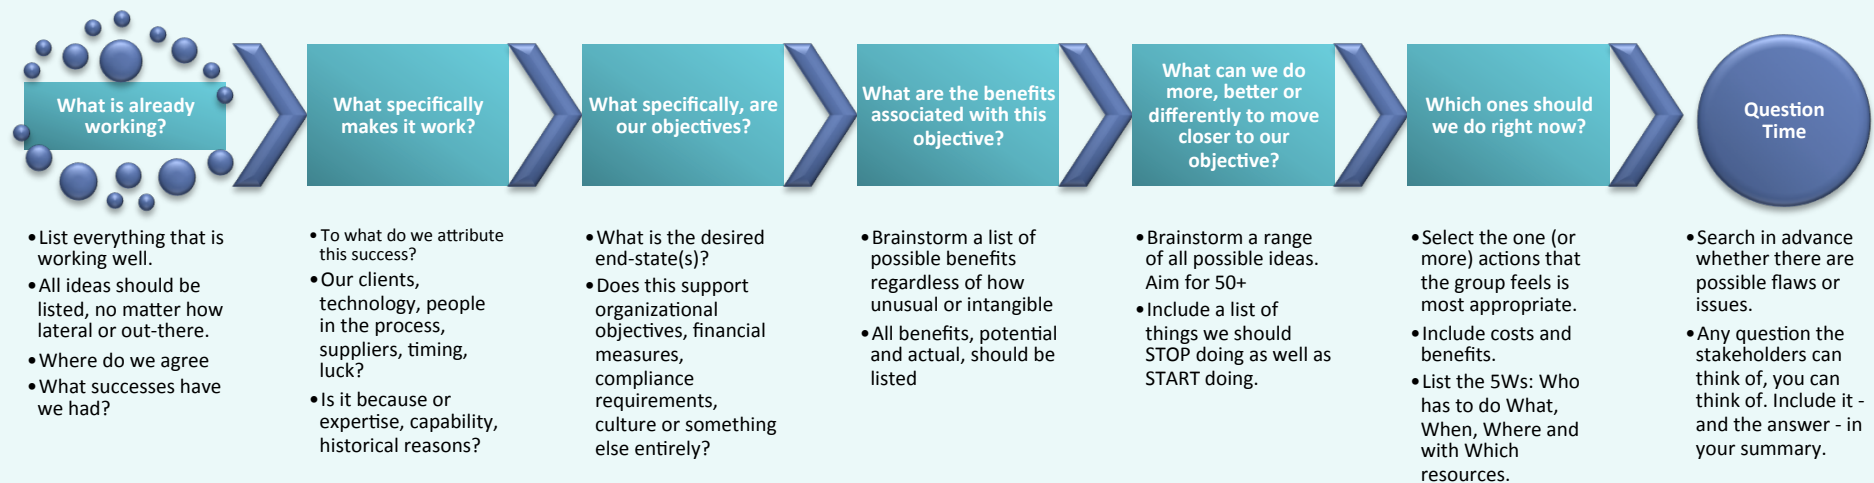 What is already
working?
•List everything that is
working well.
•All ideas should be
listed, no matter how
lateral or out-there.
•Where do we agree
•What successes have
we had?
What specifically
makes it work?
•To what do we attribute
this success?
•Our clients,
technology, people
in the process,
suppliers, timing,
luck?
•Is it because or
expertise, capability,
historical reasons?
What specifically, are
our objectives?
•What is the desired
end-state(s)?
•Does this support
organizational
objectives, financial
measures,
compliance
requirements,
culture or something
else entirely?
What are the benefits
associated with this
objective?
•Brainstorm a list of
possible benefits
regardless of how
unusual or intangible
•All benefits, potential
and actual, should be
listed
What can we do
more, better or
differently to move
closer to our
objective?
•Brainstorm a range
of all possible ideas.
Aim for 50+
•Include a list of
things we should
STOP doing as well as
START doing.
Which ones should
we do right now?
•Select the one (or
more) actions that
the group feels is
most appropriate.
•Include costs and
benefits.
•List the 5Ws: Who
has to do What,
When, Where and
with Which
resources.
Question
Time
•Search in advance
whether there are
possible flaws or
issues.
•Any question the
stakeholders can
think of, you can
think of. Include it -
and the answer - in
your summary.